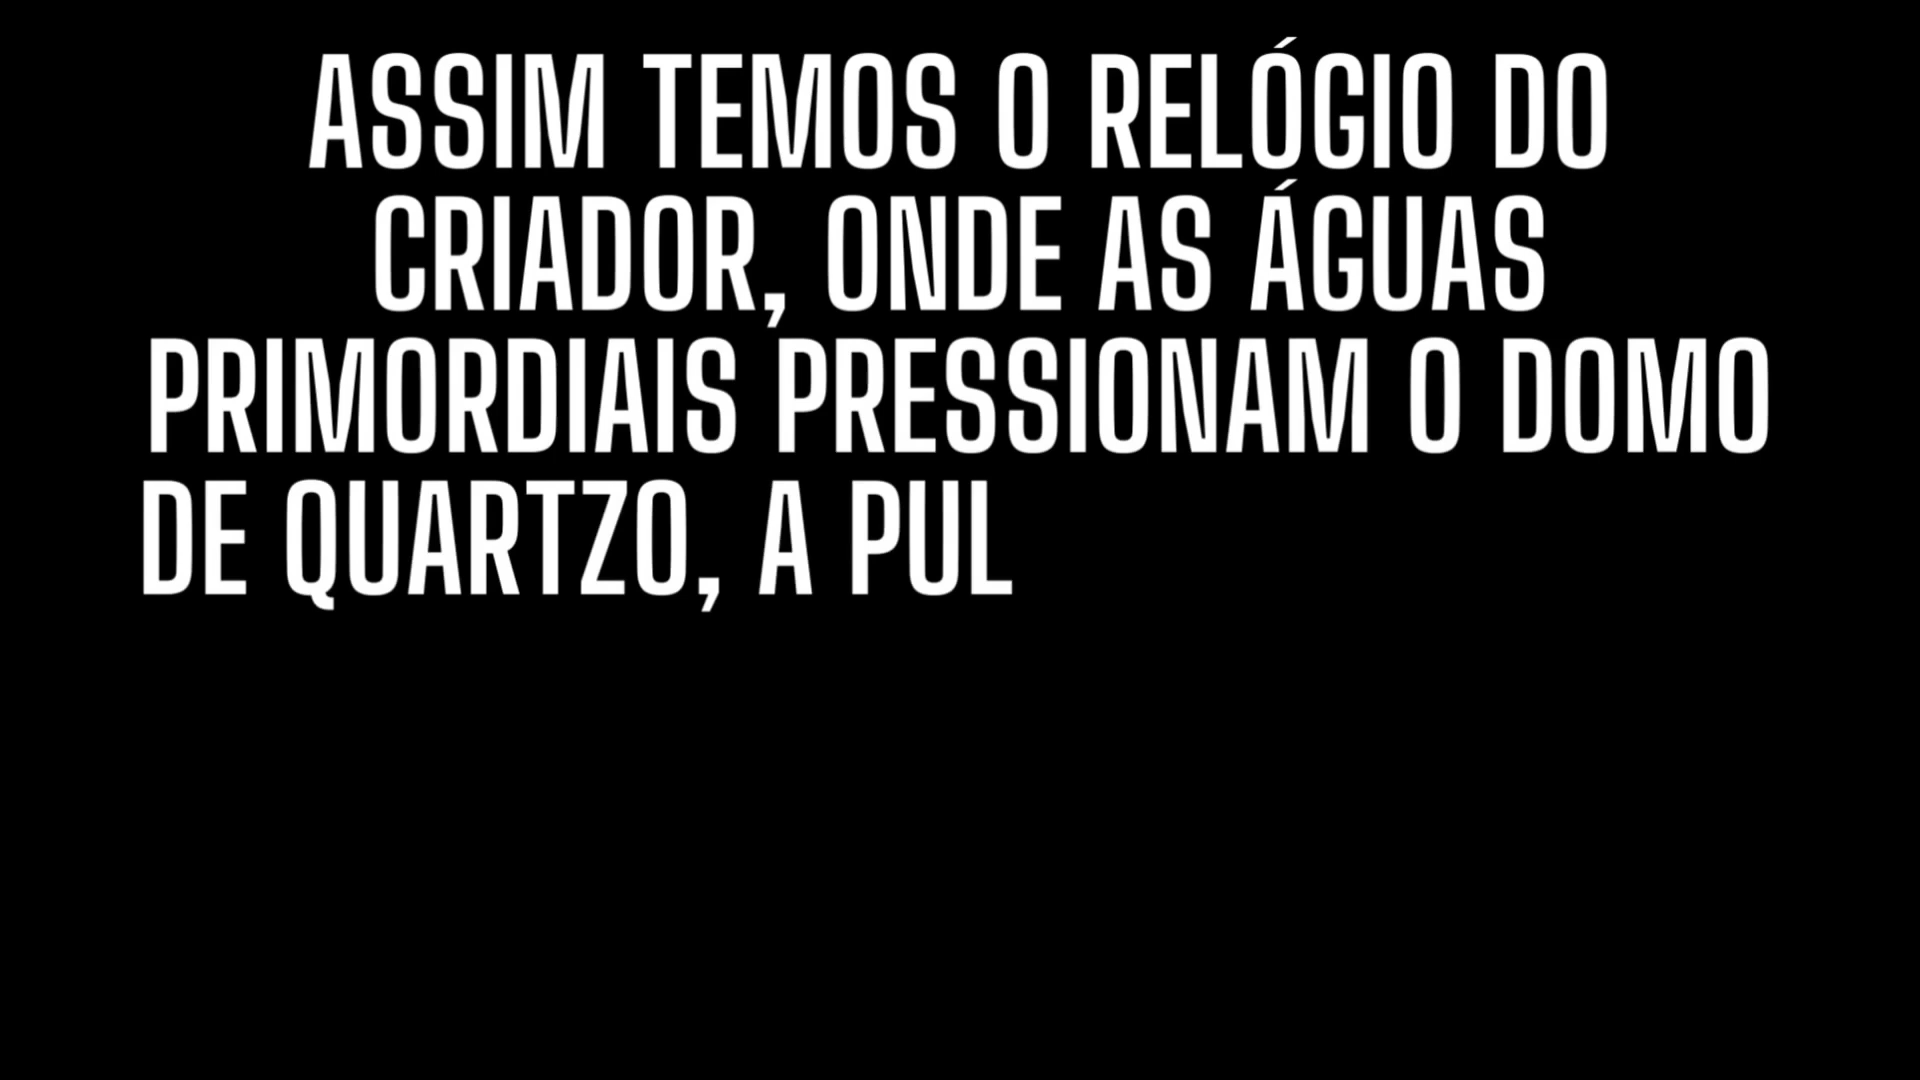 ASSIM TEMOS O RELÓGIO DO
CRIADOR, ONDE AS ÁGUAS
PRIMORDIAIS PRESSIONAM O DOMO
DE QUARTZO, A PUL